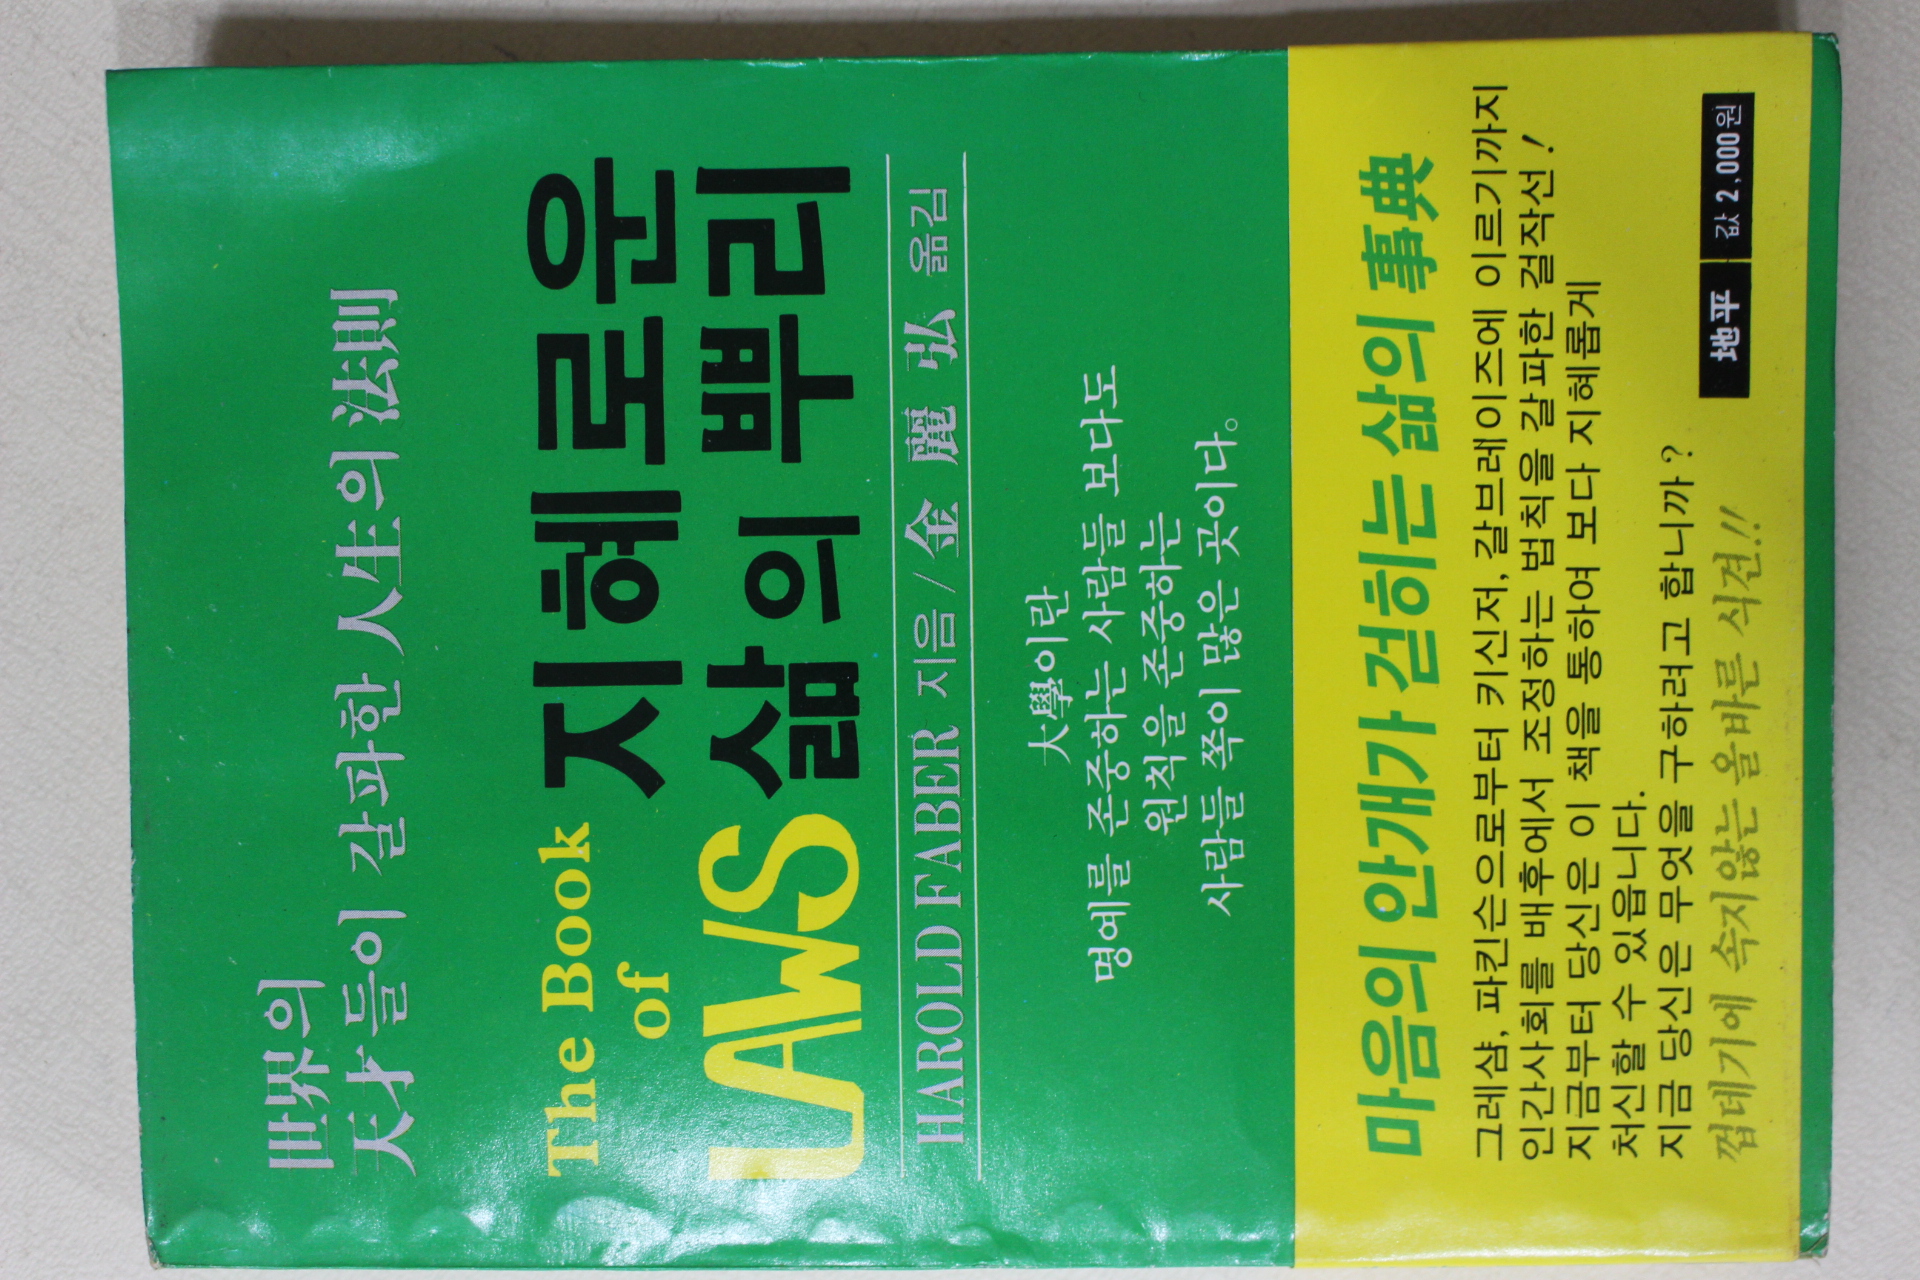 世界의
天才들이 갈파한 人生의 法則
The Book
of
LAWS
지혜로운
삶의 뿌리
HAROLD FABER 지음 / 金 麗 弘 옮김
大學이란
명예를 존중하는 사람들 보다도
원칙을 존중하는
사람들 쪽이 많은 곳이다。
마음의 안개가 걷히는 삶의 事典
그레샴, 파킨슨으로부터 키신저, 갈브레이즈에 이르기까지
인간사회를 배후에서 조정하는 법칙을 갈파한 걸작선!
지금부터 당신은 이 책을 통하여 보다 지혜롭게
처신할 수 있읍니다.
지금 당신은 무엇을 구하려고 합니까?
껍데기에 속지않는 올바른 식견!!
地平 값 2,000원